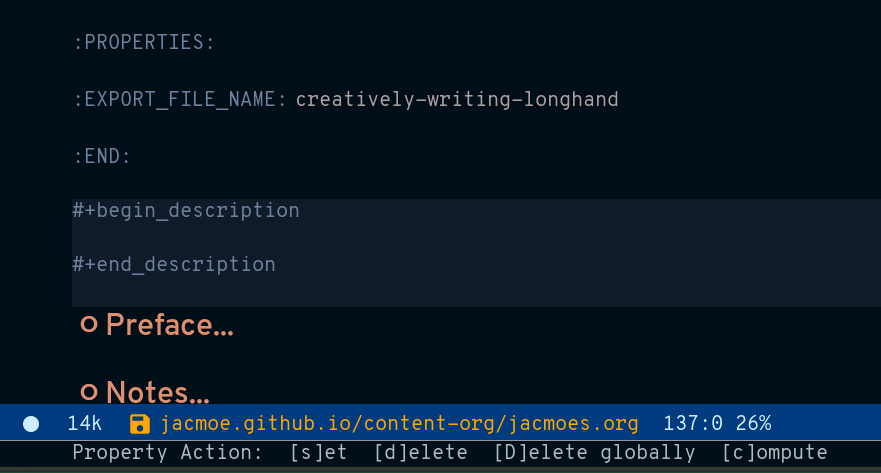 :PROPERTIES:
:EXPORT_FILE_NAME: creatively-writing-longhand
:END:
#+begin_description
#+end_description
Preface...
Notes...
14k jacmoe.github.io/content-org/jacmoes.org 137:0 26%
Property Action: [s]et [d]elete [D]elete globally [c]ompute